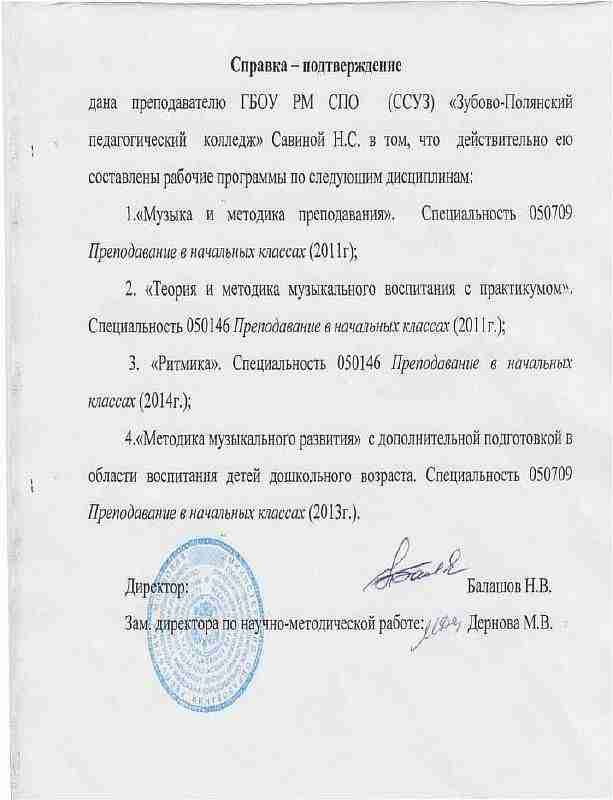 Справка – подтверждение
дана преподавателю ГБОУ РМ СПО (ССУЗ) «Зубово-Полянский
педагогический колледж» Савиной Н.С. в том, что действительно ею
составлены рабочие программы по следующим дисциплинам:
1.«Музыка и методика преподавания». Специальность 050709
Преподавание в начальных классах (2011г);
2. «Теория и методика музыкального воспитания с практикумом».
Специальность 050146 Преподавание в начальных классах (2011г.);
3. «Ритмика». Специальность 050146 Преподавание в начальных
классах (2014г.);
4.«Методика музыкального развития» с дополнительной подготовкой в
области воспитания детей дошкольного возраста. Специальность 050709
Преподавание в начальных классах (2013г.).
Директор: Балашов Н.В.
Зам. директора по научно-методической работе: Дернова М.В.